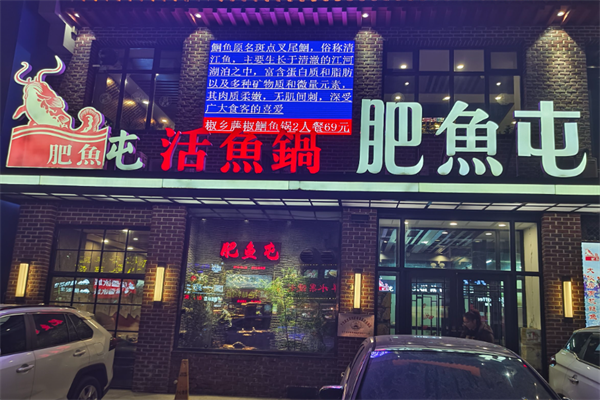 鮰鱼原名斑点叉尾鮰，俗称清
江鱼，主要生长于清澈的江河
湖泊之中，富含蛋白质和脂肪
以及多种矿物质和微量元素，
其肉质柔嫩，无肌间刺，深受
广大食客的喜爱
椒乡藤椒鮰鱼锅2人餐69元
肥魚屯
活魚鍋
肥魚屯
肥鱼屯